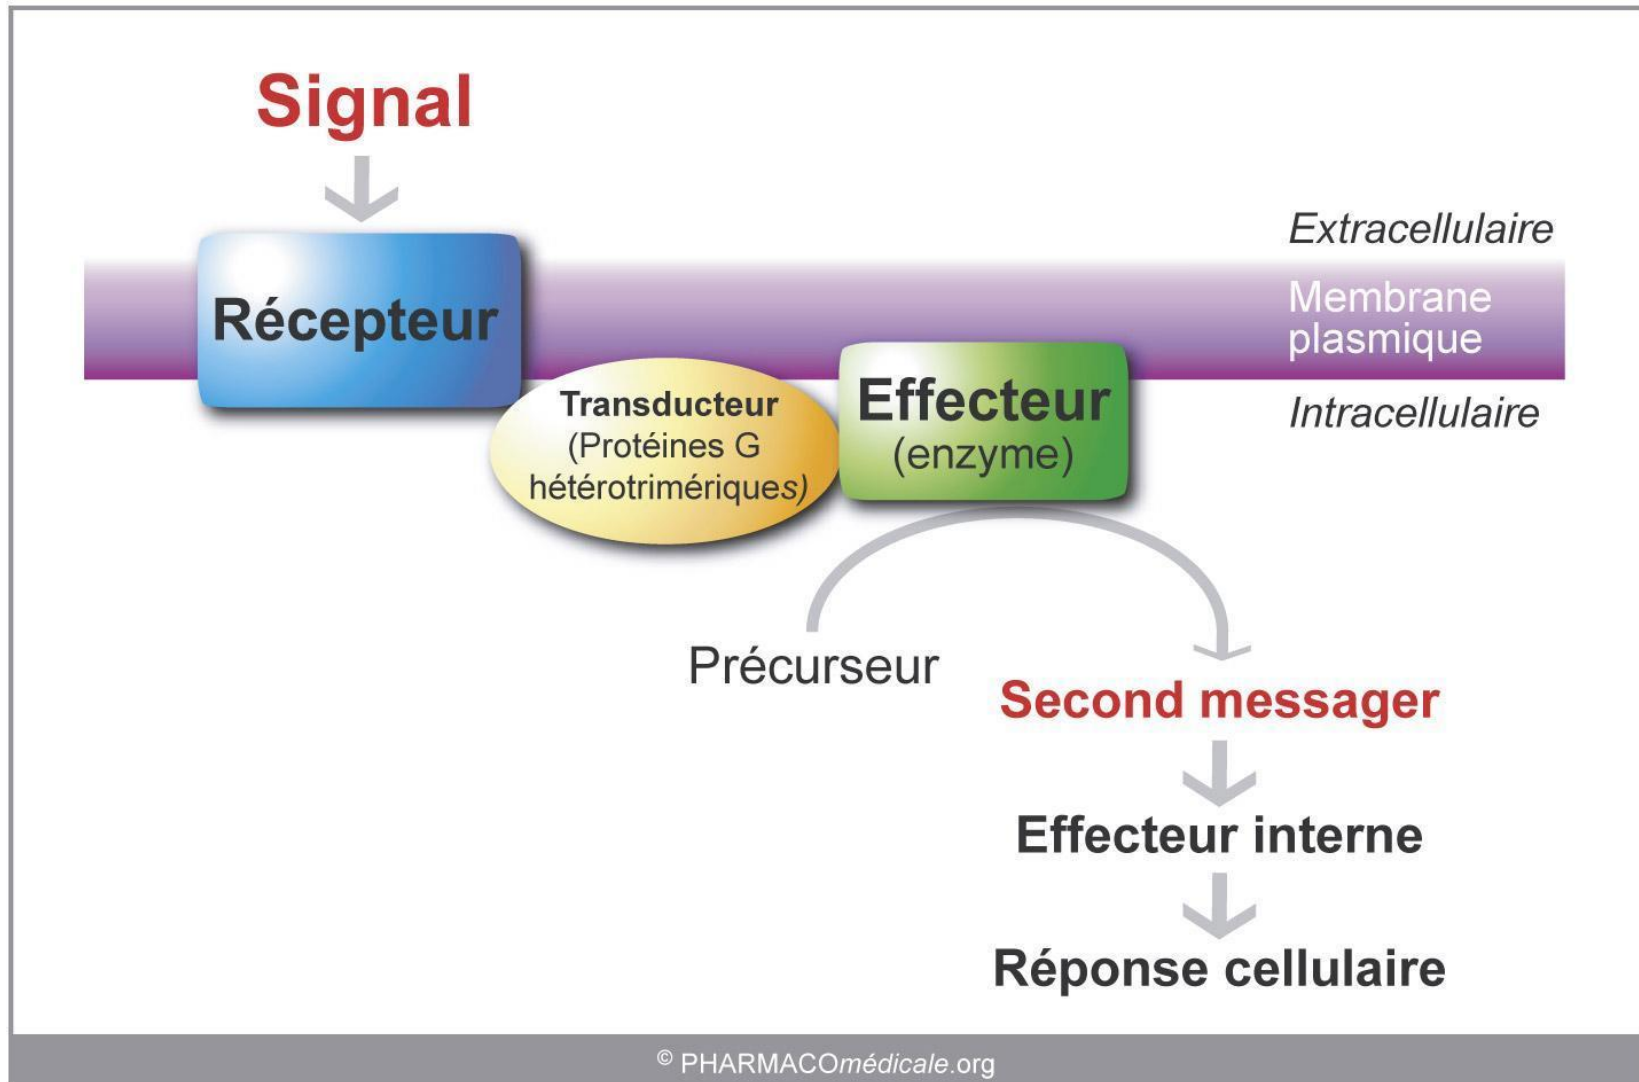 Signal
Extracellulaire
Récepteur
Membrane
plasmique
Transducteur
(Protéines G
hétérotrimériques)
Effecteur
(enzyme)
Intracellulaire
Précurseur
Second messager
Effecteur interne
Réponse cellulaire
© PHARMACOmédicale.org